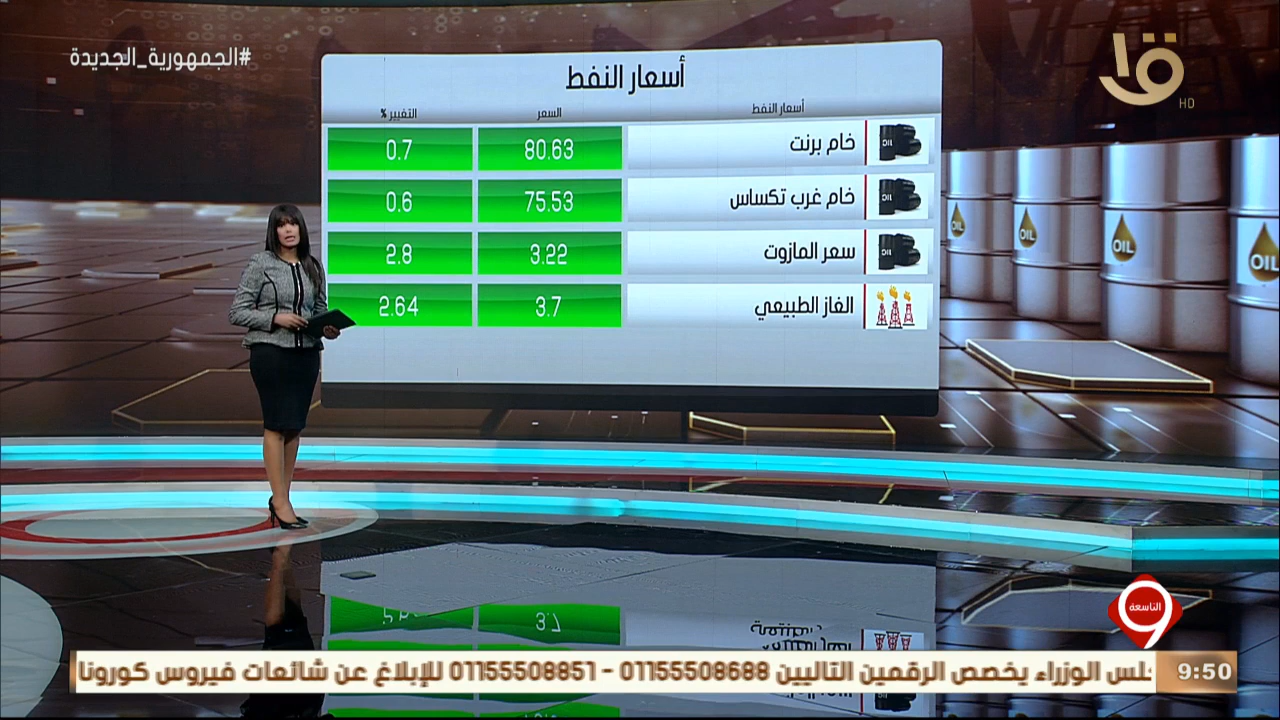 #الجمهورية_الجديدة
HD
أسعار النفط
أسعار النفط السعر التغيير %
خام برنت 80.63 0.7
خام غرب تكساس 75.53 0.6
سعر المازوت 3.22 2.8
الغاز الطبيعي 3.7 2.64
OIL
OIL
OIL
OIL
التاسعة
9
لس الوزراء يخصص الرقمين التاليين 01155508688 - 01155508851 للإبلاغ عن شائعات فيروس كورونا
9:50